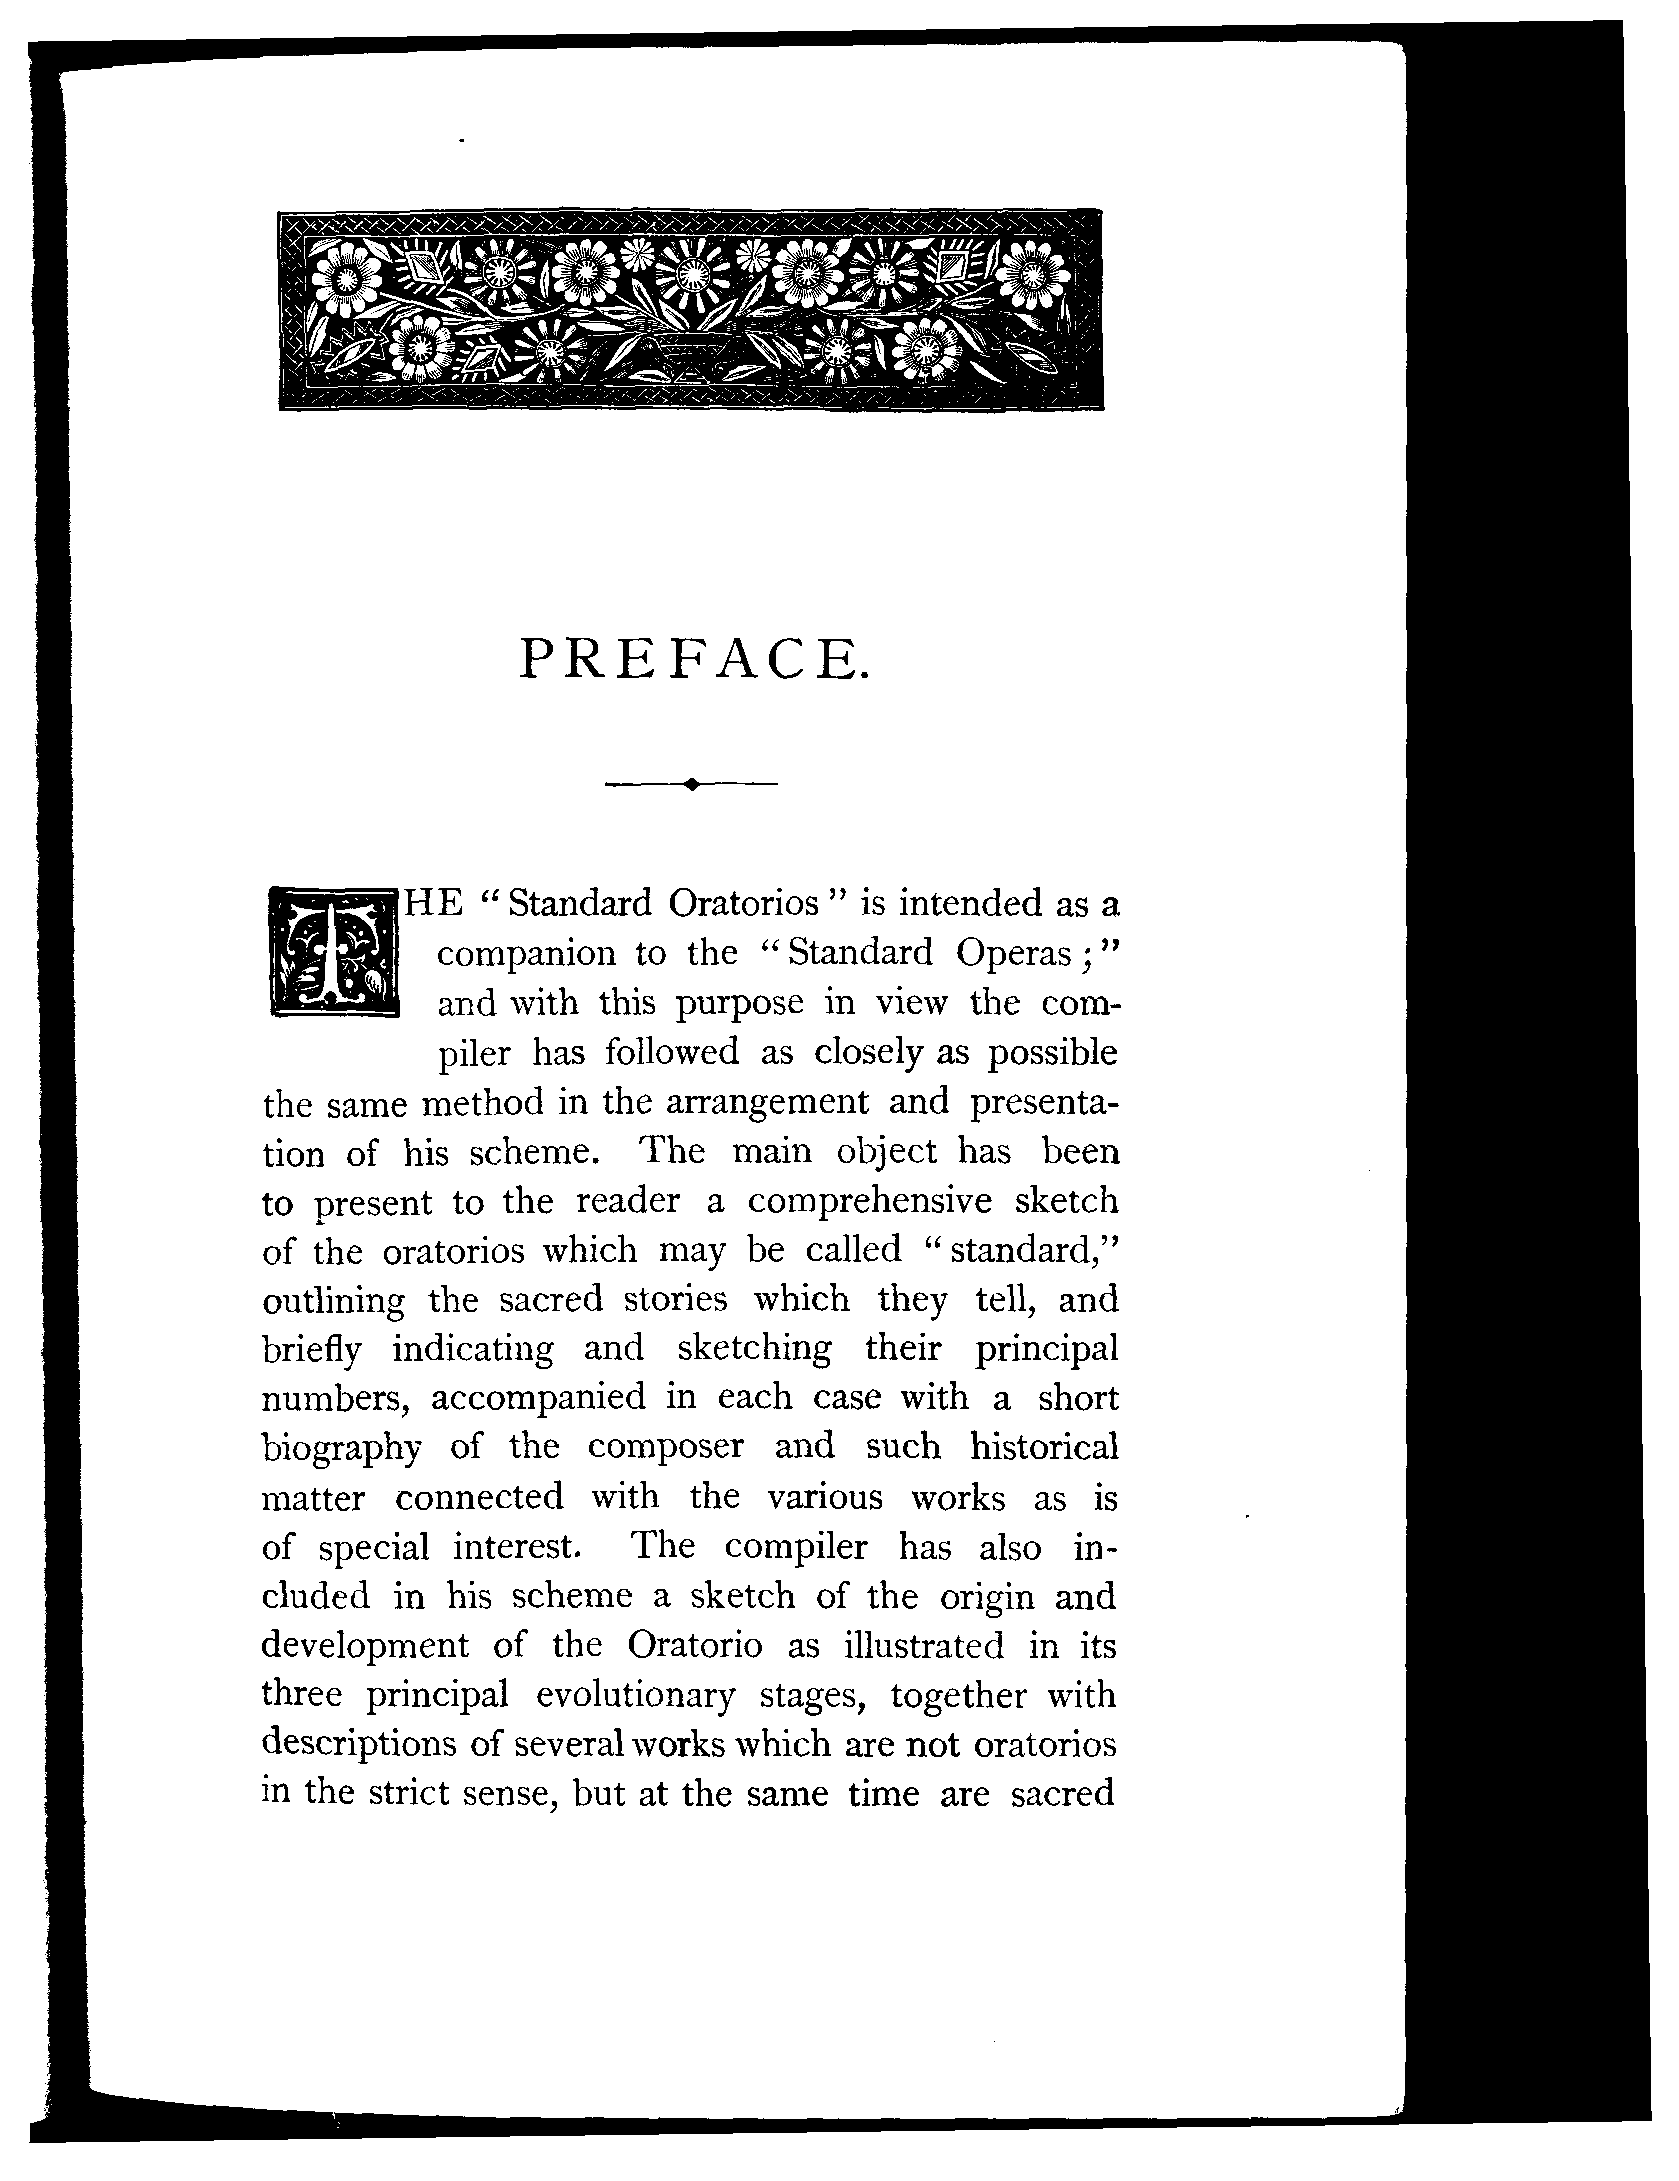 PREFACE.
THE “Standard Oratorios” is intended as a
companion to the “Standard Operas;”
and with this purpose in view the com-
piler has followed as closely as possible
the same method in the arrangement and presenta-
tion of his scheme. The main object has been
to present to the reader a comprehensive sketch
of the oratorios which may be called “standard,”
outlining the sacred stories which they tell, and
briefly indicating and sketching their principal
numbers, accompanied in each case with a short
biography of the composer and such historical
matter connected with the various works as is
of special interest. The compiler has also in-
cluded in his scheme a sketch of the origin and
development of the Oratorio as illustrated in its
three principal evolutionary stages, together with
descriptions of several works which are not oratorios
in the strict sense, but at the same time are sacred